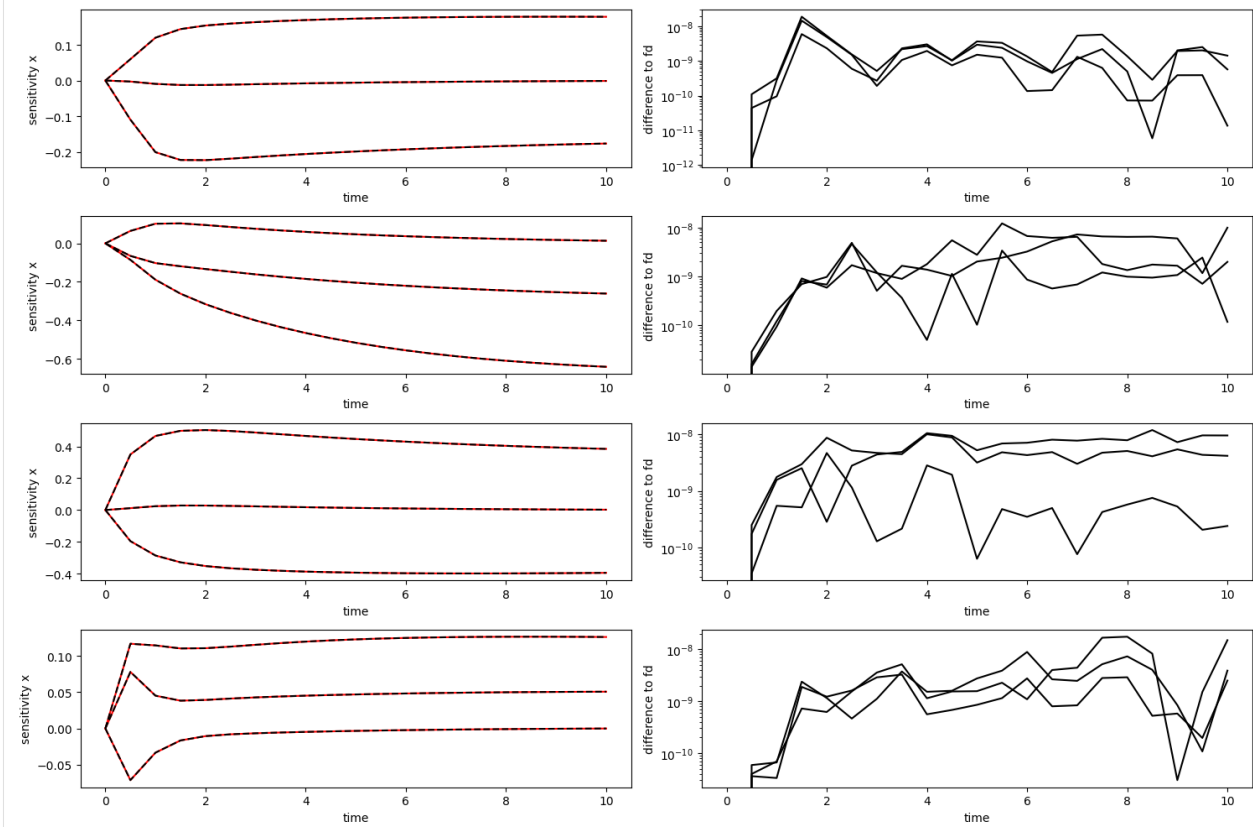 sensitivity x
0.1
0.0
−0.1
−0.2
0 2 4 6 8 10
time
difference to fd
10⁻⁸
10⁻⁹
10⁻¹⁰
10⁻¹¹
10⁻¹²
0 2 4 6 8 10
time
sensitivity x
0.0
−0.2
−0.4
−0.6
0 2 4 6 8 10
time
difference to fd
10⁻⁸
10⁻⁹
10⁻¹⁰
0 2 4 6 8 10
time
sensitivity x
0.4
0.2
0.0
−0.2
−0.4
0 2 4 6 8 10
time
difference to fd
10⁻⁸
10⁻⁹
10⁻¹⁰
0 2 4 6 8 10
time
sensitivity x
0.10
0.05
0.00
−0.05
0 2 4 6 8 10
time
difference to fd
10⁻⁸
10⁻⁹
10⁻¹⁰
0 2 4 6 8 10
time